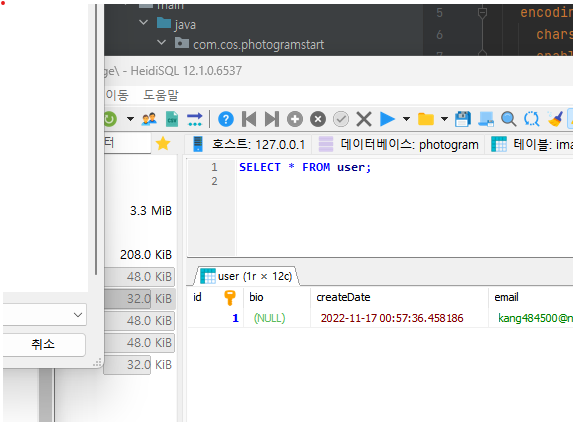 main
java
com.cos.photogramstart
5 encoding
6 chars
ge\ - HeidiSQL 12.1.0.6537
이동 도움말
터
호스트: 127.0.0.1 데이터베이스: photogram 테이블: ima
1 SELECT * FROM user;
2
3.3 MiB
208.0 KiB
48.0 KiB
32.0 KiB
48.0 KiB
48.0 KiB
32.0 KiB
user (1r × 12c)
id bio createDate email
1 (NULL) 2022-11-17 00:57:36.458186 kang484500@n
취소